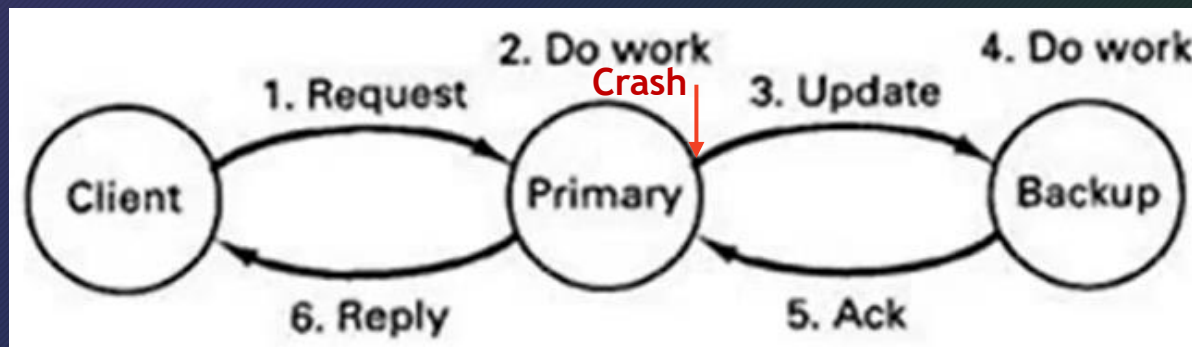 2. Do work
4. Do work
Crash
1. Request
3. Update
Client
Primary
Backup
6. Reply
5. Ack